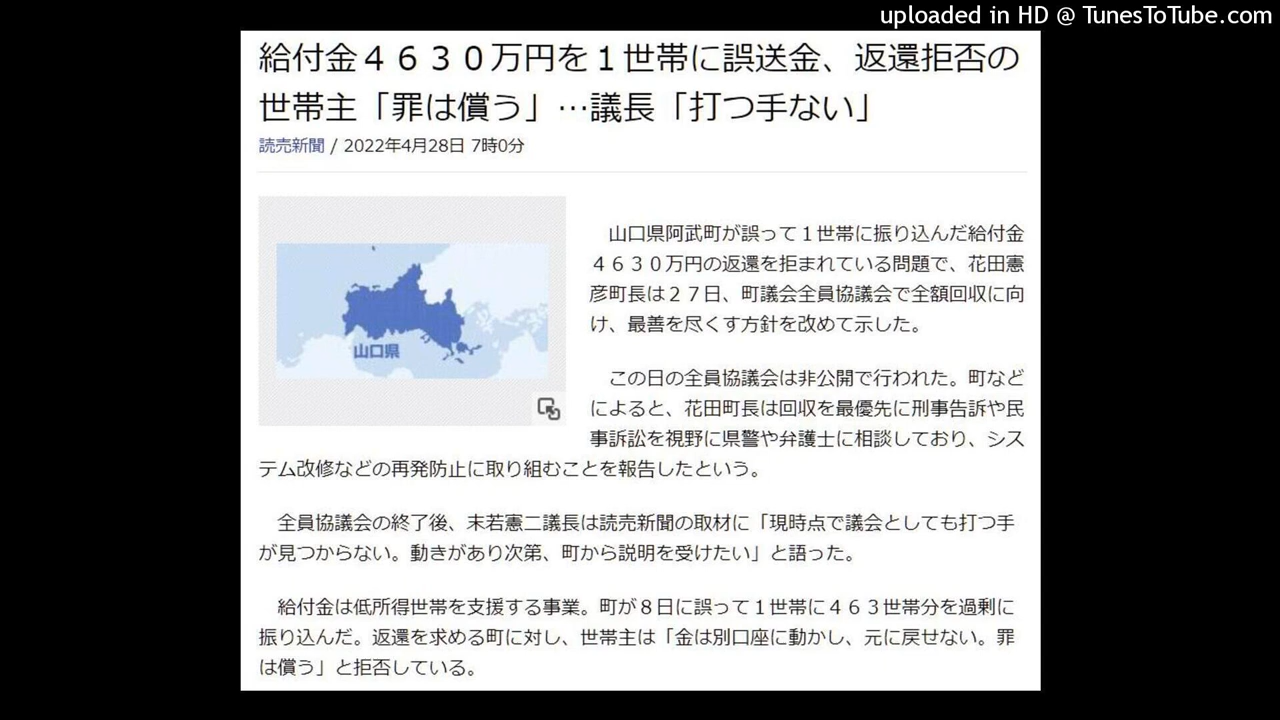 uploaded in HD @ TunesToTube.com
給付金４６３０万円を１世帯に誤送金、返還拒否の
世帯主「罪は償う」…議長「打つ手ない」
読売新聞 / 2022年4月28日 7時0分
山口県
山口県阿武町が誤って１世帯に振り込んだ給付金
４６３０万円の返還を拒まれている問題で、花田憲
彦町長は２７日、町議会全員協議会で全額回収に向
け、最善を尽くす方針を改めて示した。
この日の全員協議会は非公開で行われた。町など
によると、花田町長は回収を最優先に刑事告訴や民
事訴訟を視野に県警や弁護士に相談しており、シス
テム改修などの再発防止に取り組むことを報告したという。
全員協議会の終了後、末若憲二議長は読売新聞の取材に「現時点で議会としても打つ手
が見つからない。動きがあり次第、町から説明を受けたい」と語った。
給付金は低所得世帯を支援する事業。町が８日に誤って１世帯に４６３世帯分を過剰に
振り込んだ。返還を求める町に対し、世帯主は「金は別口座に動かし、元に戻せない。罪
は償う」と拒否している。